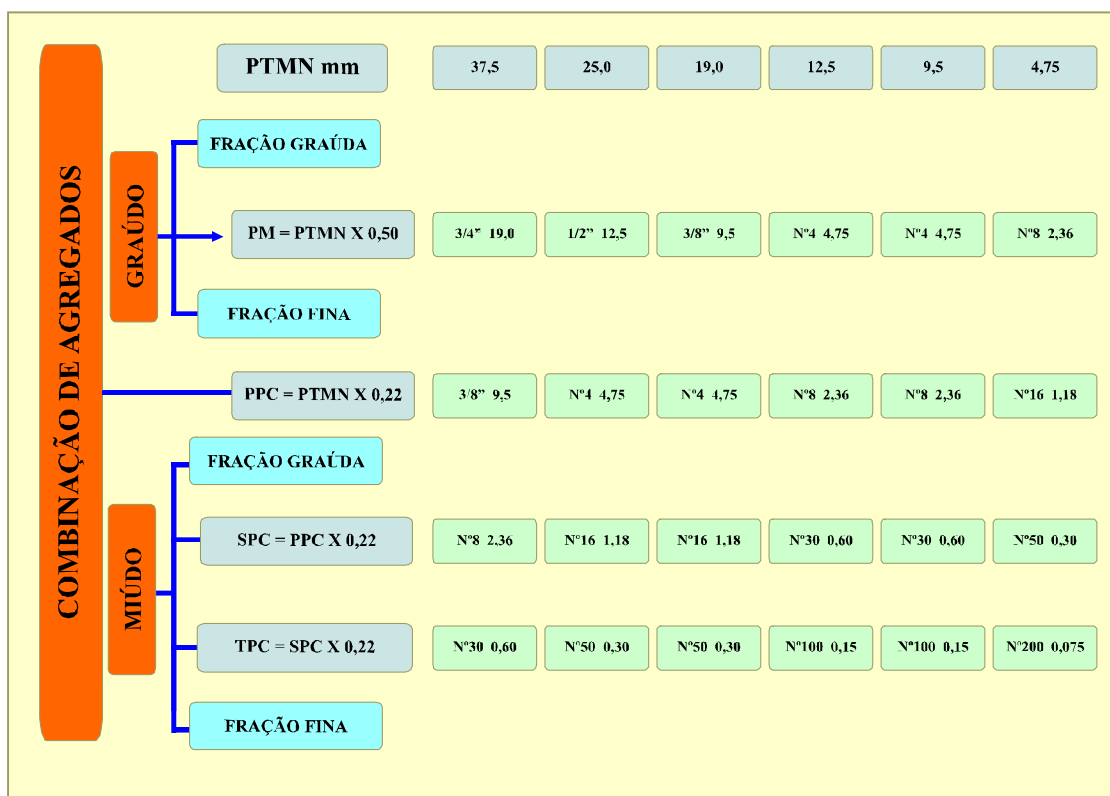 COMBINAÇÃO DE AGREGADOS
PTMN mm 37,5 25,0 19,0 12,5 9,5 4,75
GRAÚDO
FRAÇÃO GRAÚDA
PM = PTMN X 0,50 3/4” 19,0 1/2” 12,5 3/8” 9,5 Nº4 4,75 Nº4 4,75 Nº8 2,36
FRAÇÃO FINA
PPC = PTMN X 0,22 3/8” 9,5 Nº4 4,75 Nº4 4,75 Nº8 2,36 Nº8 2,36 Nº16 1,18
MIÚDO
FRAÇÃO GRAÚDA
SPC = PPC X 0,22 Nº8 2,36 Nº16 1,18 Nº16 1,18 Nº30 0,60 Nº30 0,60 Nº50 0,30
TPC = SPC X 0,22 Nº30 0,60 Nº50 0,30 Nº50 0,30 Nº100 0,15 Nº100 0,15 Nº200 0,075
FRAÇÃO FINA